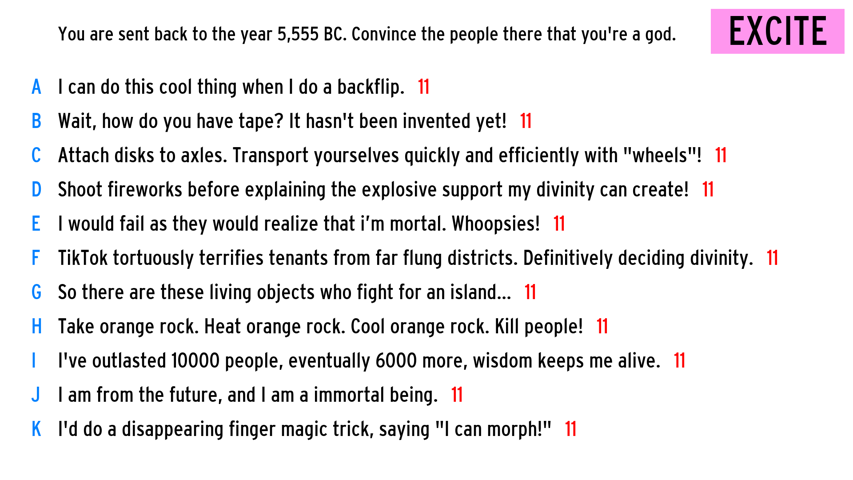 You are sent back to the year 5,555 BC. Convince the people there that you're a god.
EXCITE
A I can do this cool thing when I do a backflip. 11
B Wait, how do you have tape? It hasn't been invented yet! 11
C Attach disks to axles. Transport yourselves quickly and efficiently with "wheels"! 11
D Shoot fireworks before explaining the explosive support my divinity can create! 11
E I would fail as they would realize that i’m mortal. Whoopsies! 11
F TikTok tortuously terrifies tenants from far flung districts. Definitively deciding divinity. 11
G So there are these living objects who fight for an island... 11
H Take orange rock. Heat orange rock. Cool orange rock. Kill people! 11
I I've outlasted 10000 people, eventually 6000 more, wisdom keeps me alive. 11
J I am from the future, and I am a immortal being. 11
K I'd do a disappearing finger magic trick, saying "I can morph!" 11